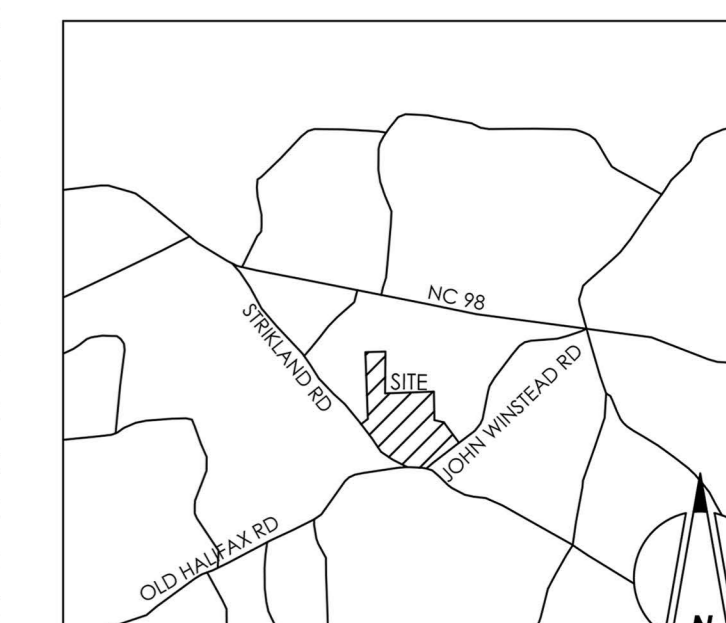 NC 98
STRIKLAND RD
SITE
JOHN WINSTEAD RD
OLD HALIFAX RD
N